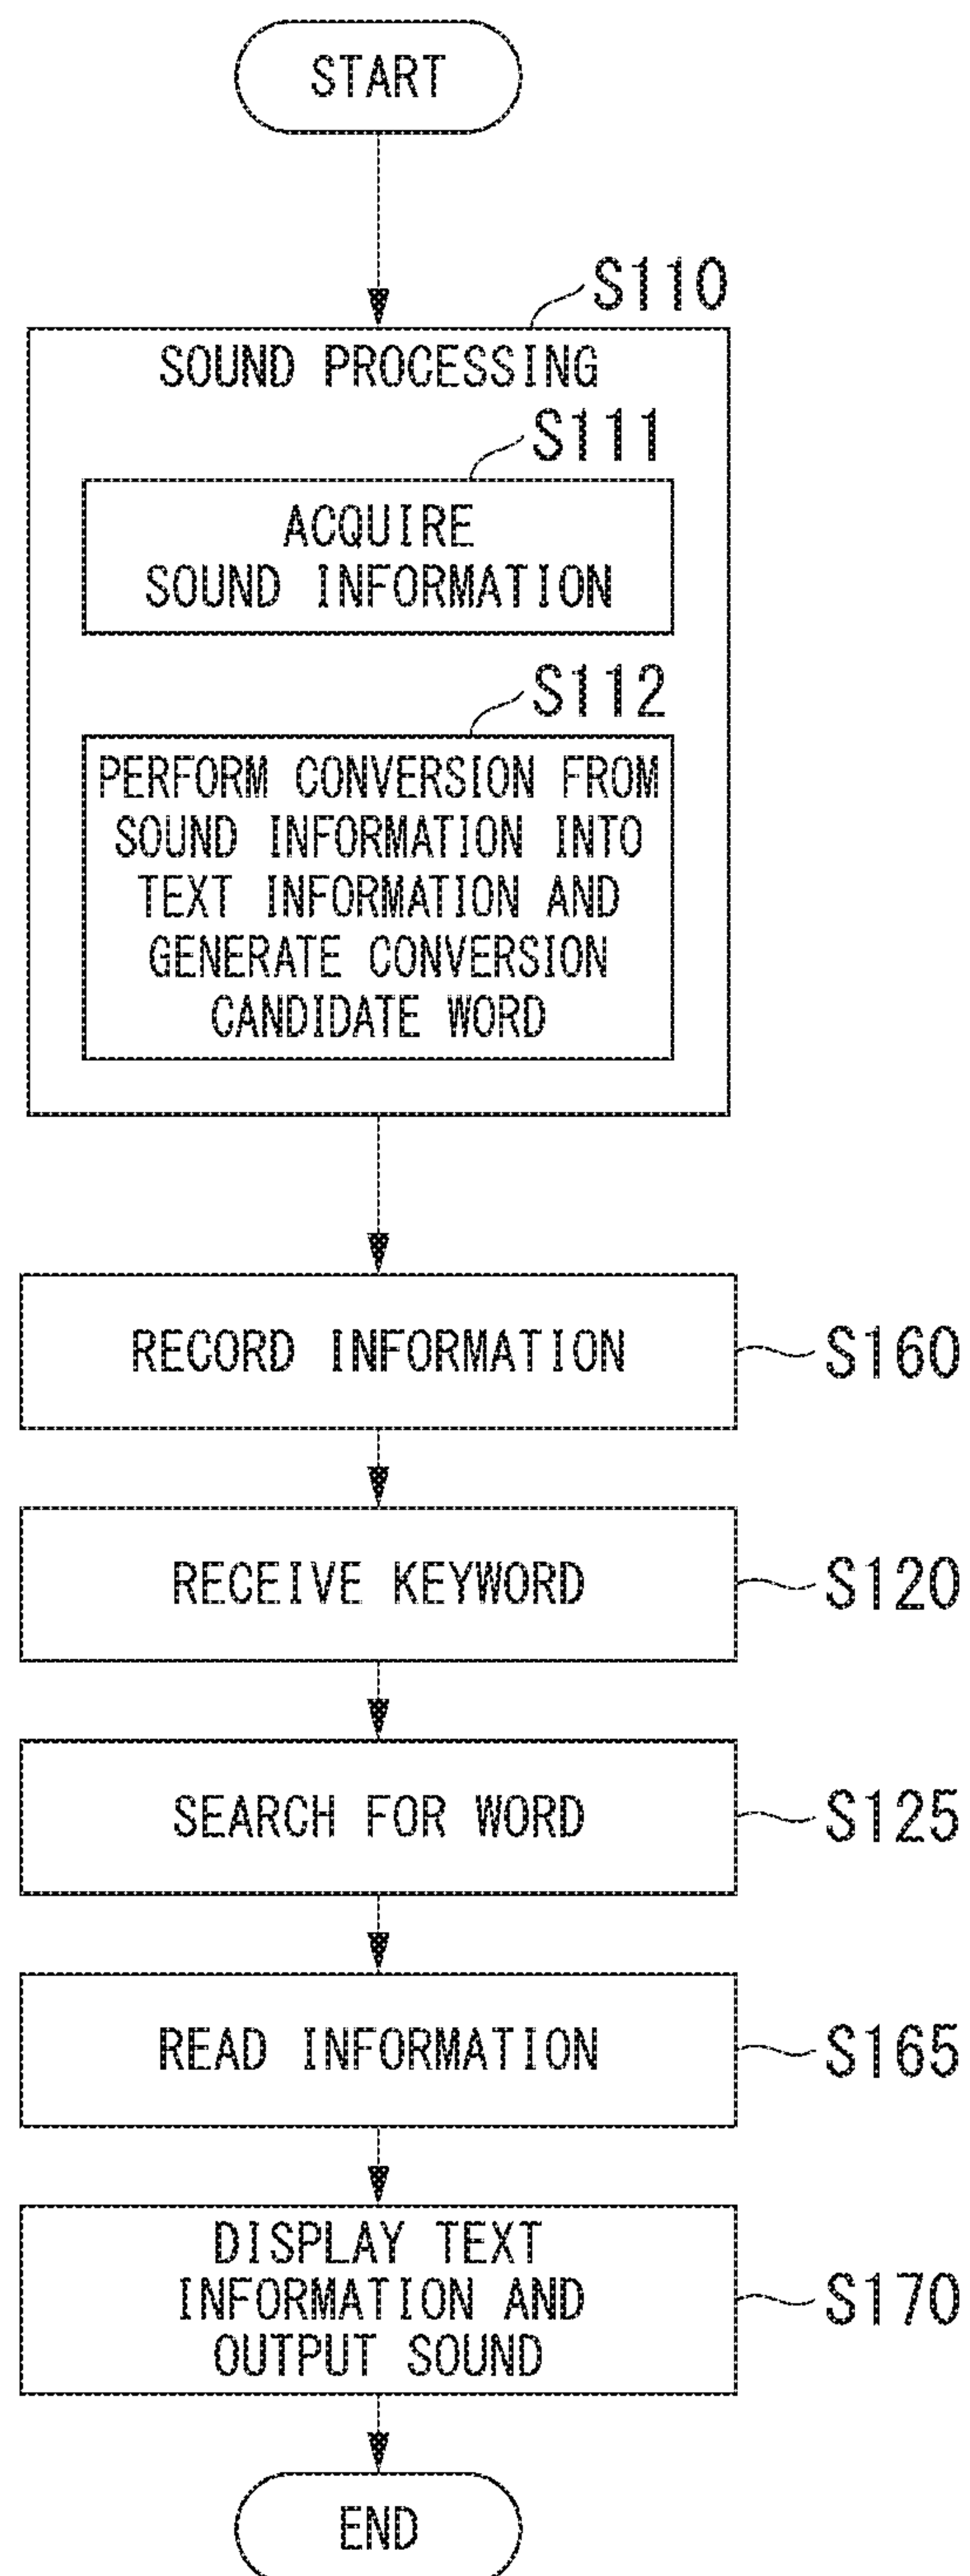 START
S110
SOUND PROCESSING
S111
ACQUIRE
SOUND INFORMATION
S112
PERFORM CONVERSION FROM
SOUND INFORMATION INTO
TEXT INFORMATION AND
GENERATE CONVERSION
CANDIDATE WORD
RECORD INFORMATION
S160
RECEIVE KEYWORD
S120
SEARCH FOR WORD
S125
READ INFORMATION
S165
DISPLAY TEXT
INFORMATION AND
OUTPUT SOUND
S170
END